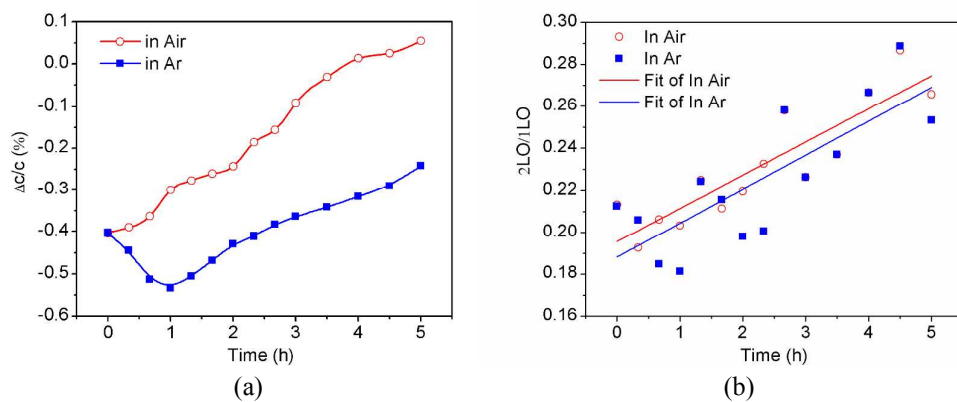 in Air
in Ar
Δc/c (%)
0.1
0.0
-0.1
-0.2
-0.3
-0.4
-0.5
-0.6
0 1 2 3 4 5
Time (h)
(a)
In Air
In Ar
Fit of In Air
Fit of In Ar
2LO/1LO
0.30
0.28
0.26
0.24
0.22
0.20
0.18
0.16
0 1 2 3 4 5
Time (h)
(b)